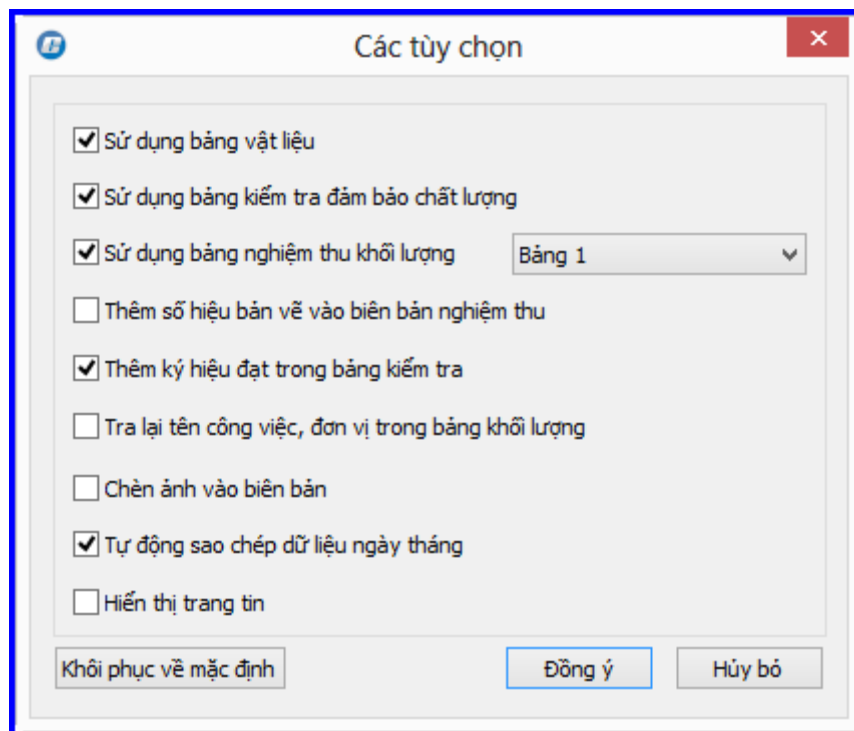 Các tùy chọn
Sử dụng bảng vật liệu
Sử dụng bảng kiểm tra đảm bảo chất lượng
Sử dụng bảng nghiệm thu khối lượng Bảng 1
Thêm số hiệu bản vẽ vào biên bản nghiệm thu
Thêm ký hiệu đạt trong bảng kiểm tra
Tra lại tên công việc, đơn vị trong bảng khối lượng
Chèn ảnh vào biên bản
Tự động sao chép dữ liệu ngày tháng
Hiển thị trang tin
Khôi phục về mặc định Đồng ý Hủy bỏ